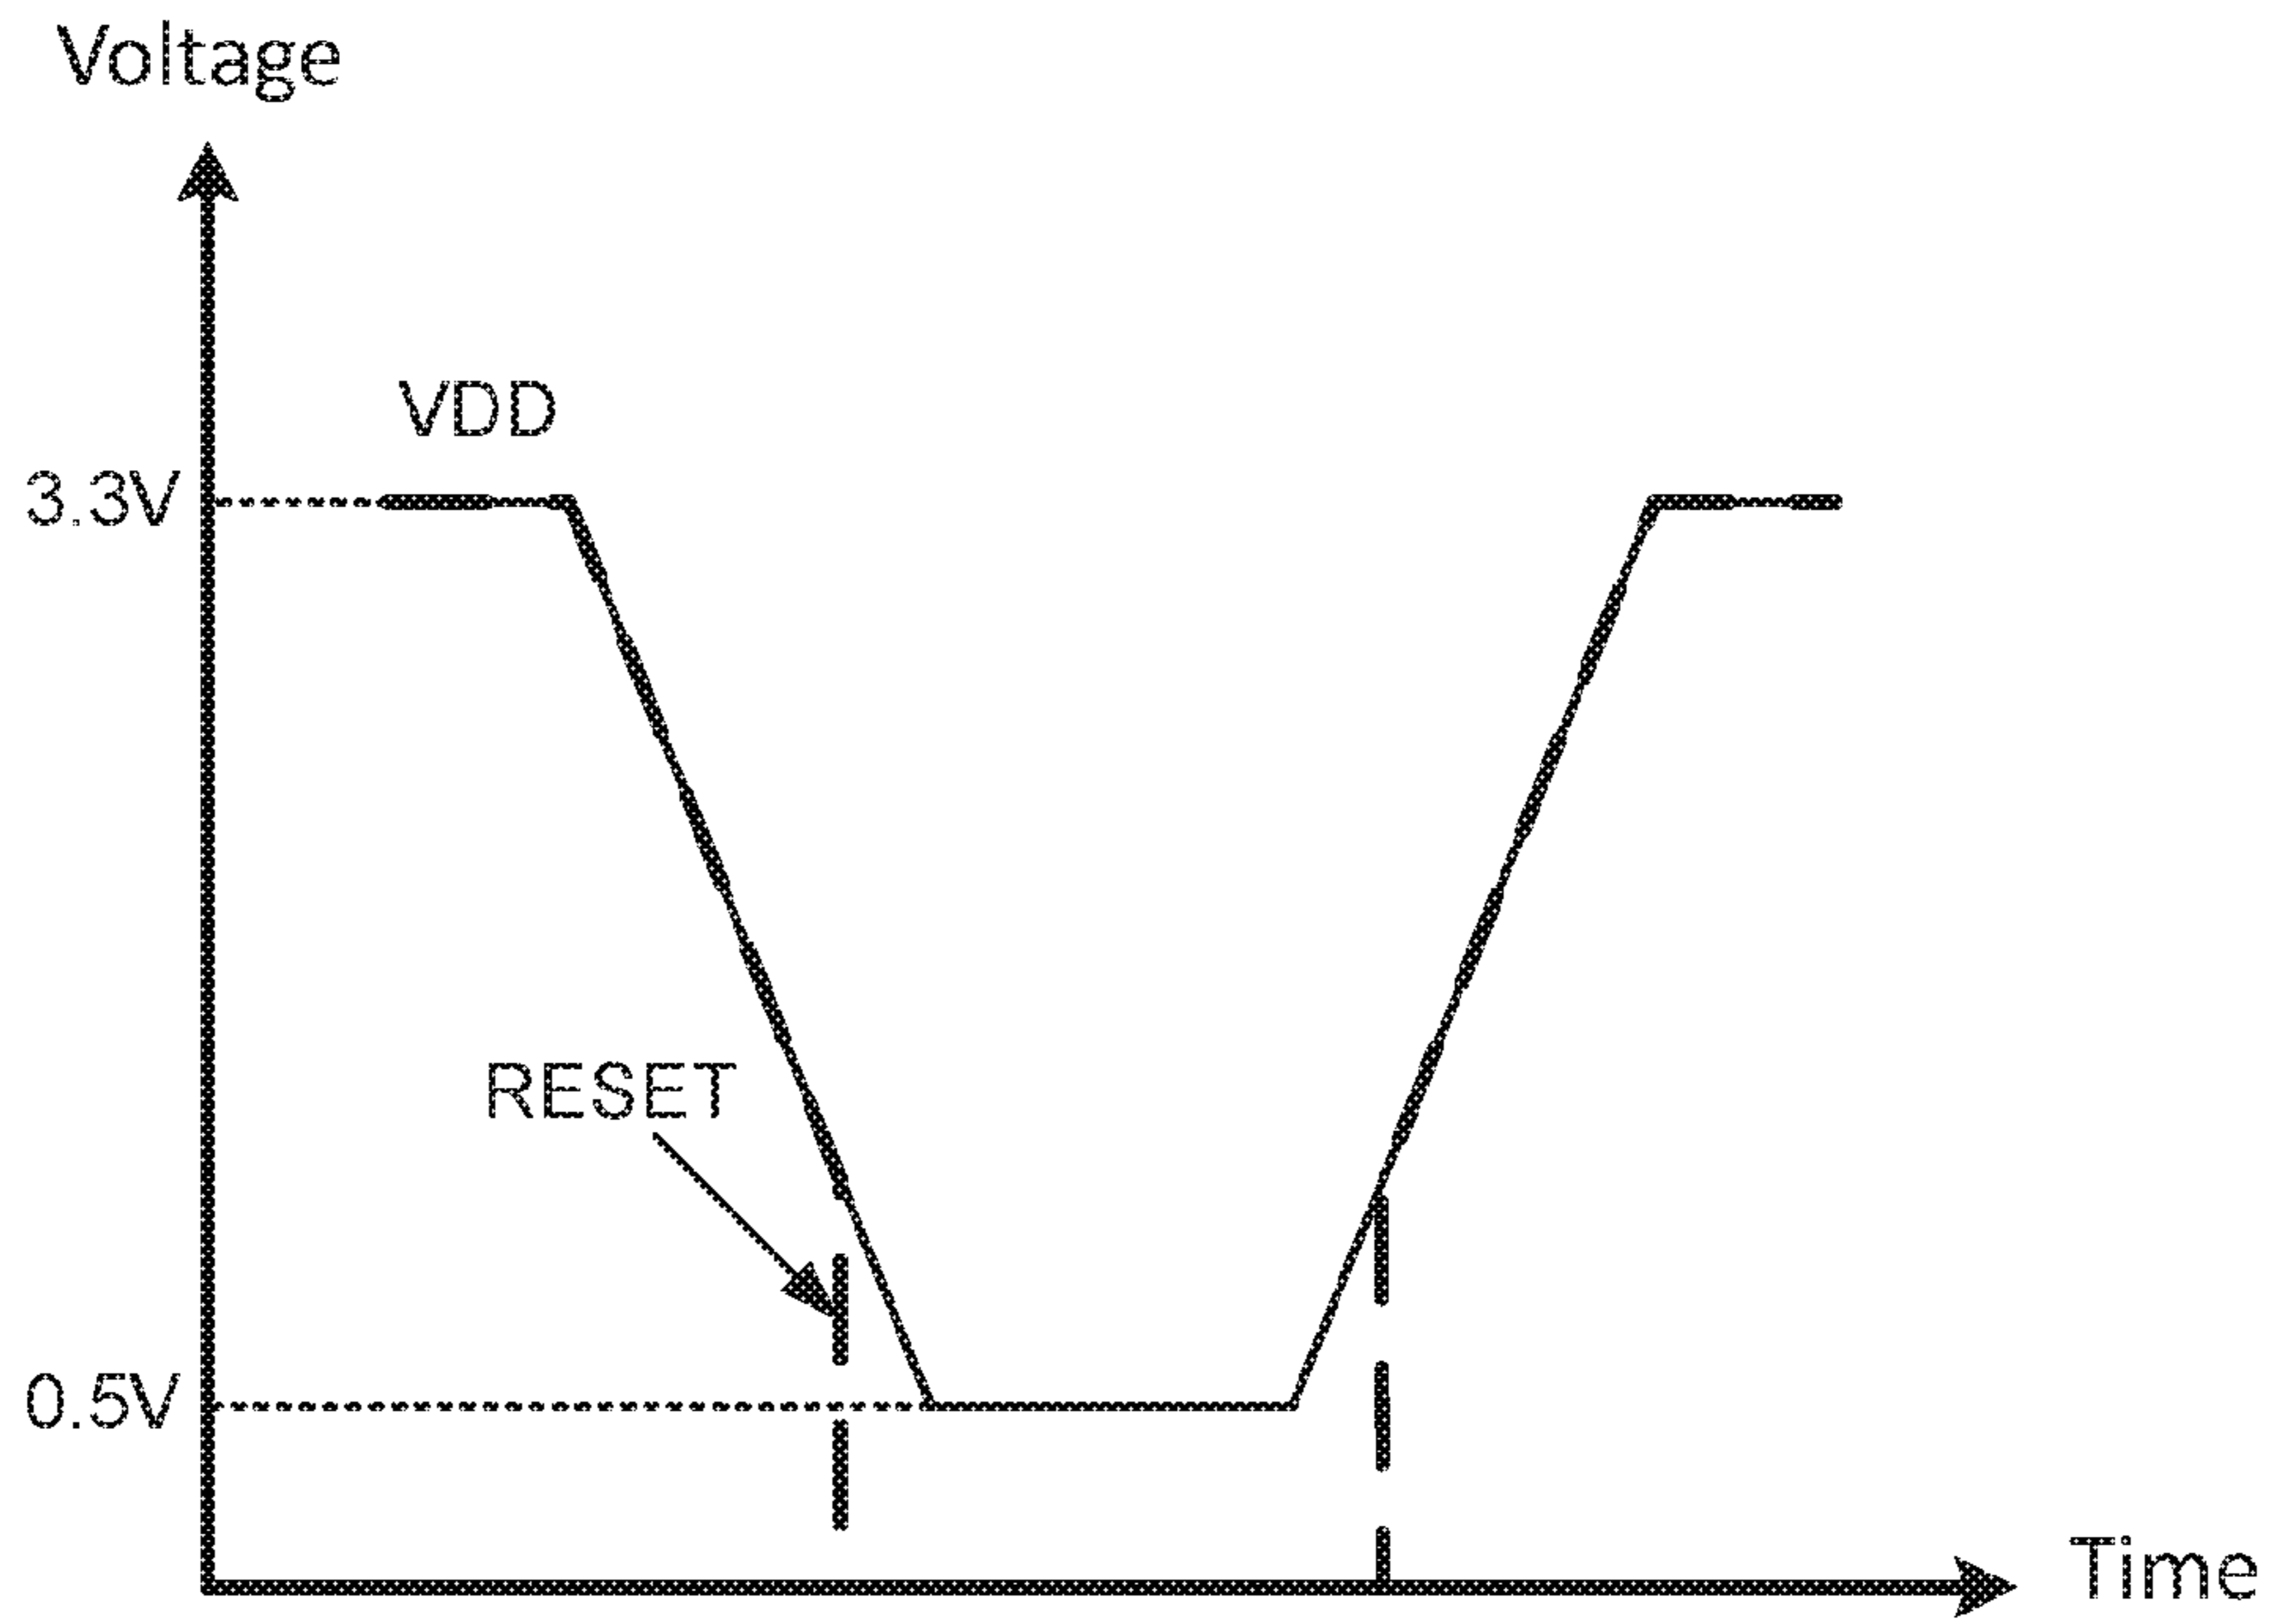 Voltage
VDD
3.3V
RESET
0.5V
Time